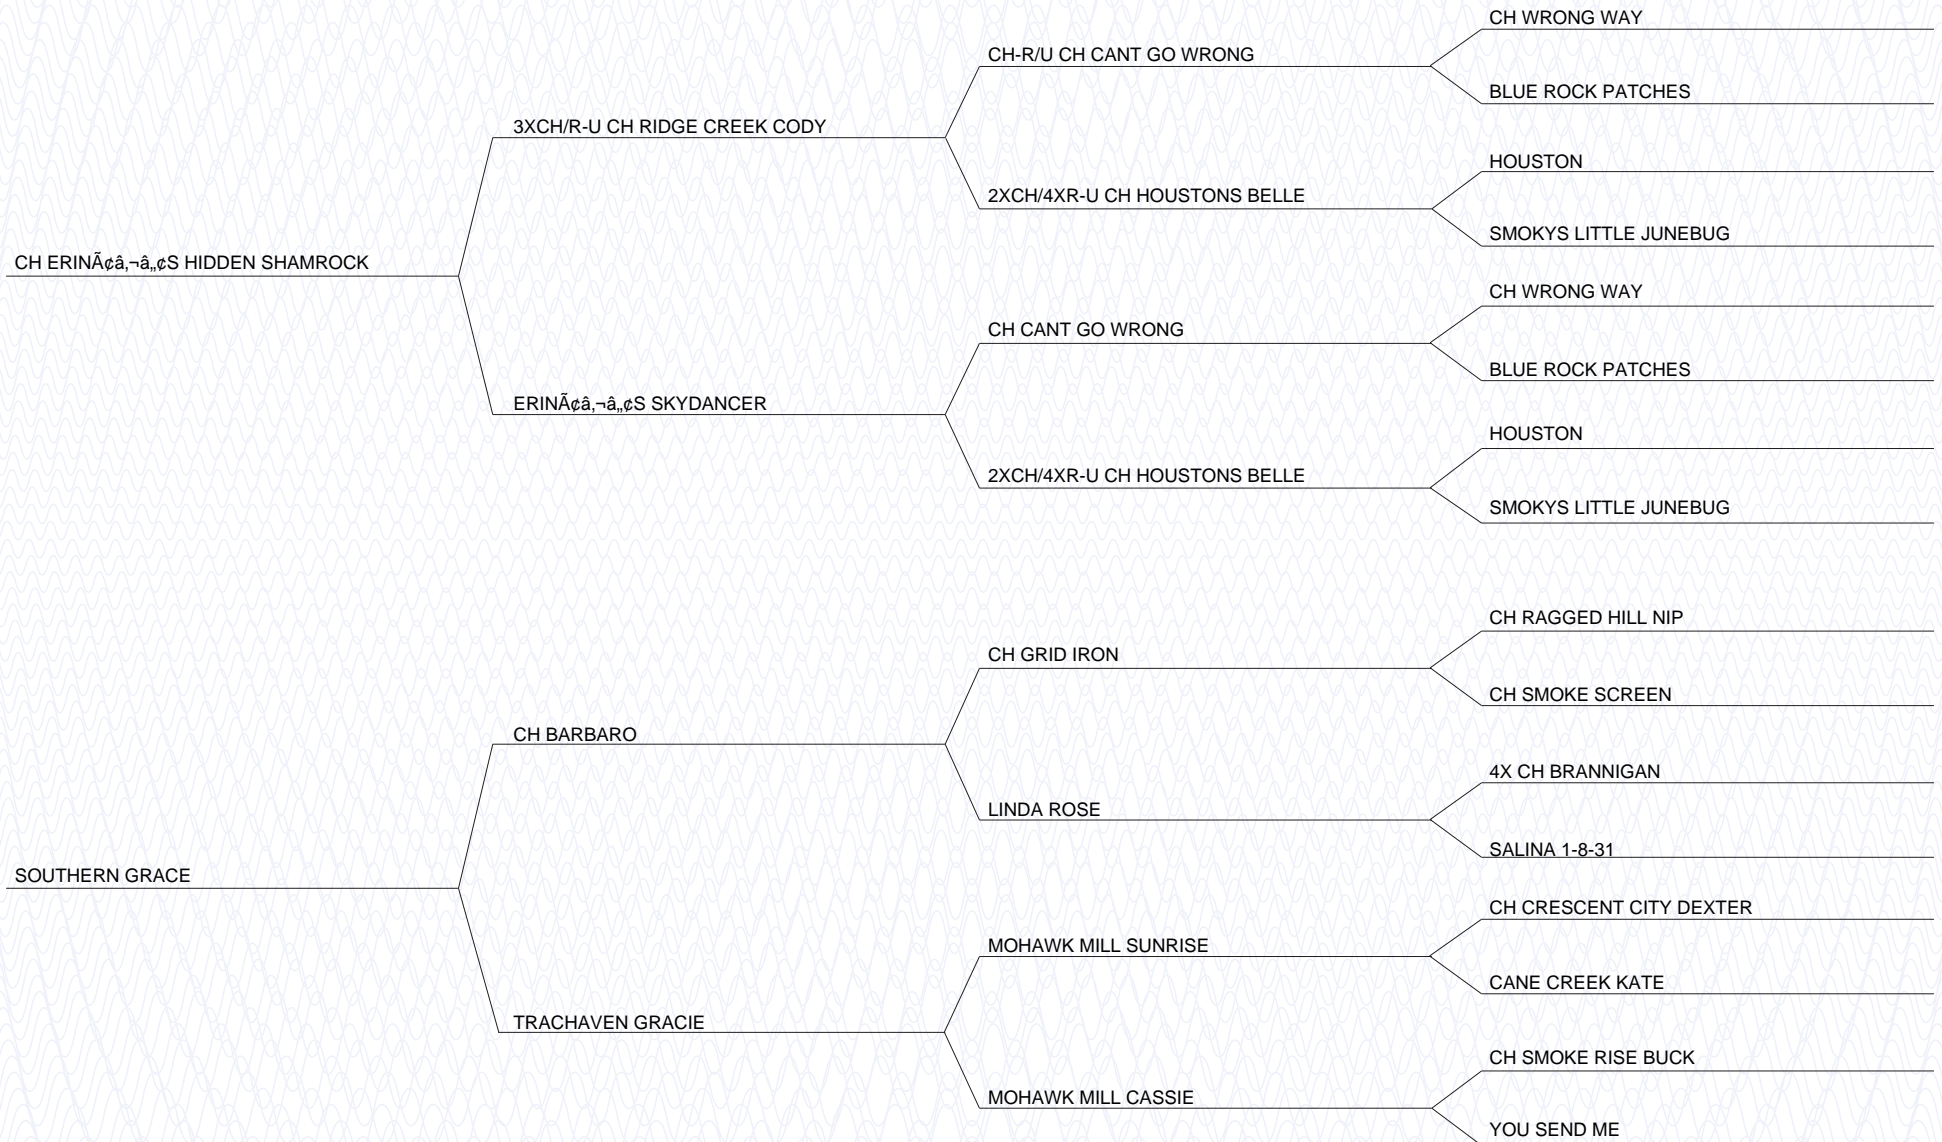 CH WRONG WAY
CH-R/U CH CANT GO WRONG
BLUE ROCK PATCHES
3XCH/R-U CH RIDGE CREEK CODY
HOUSTON
2XCH/4XR-U CH HOUSTONS BELLE
SMOKYS LITTLE JUNEBUG
CH ERINÃ¢â‚¬â„¢S HIDDEN SHAMROCK
CH WRONG WAY
CH CANT GO WRONG
BLUE ROCK PATCHES
ERINÃ¢â‚¬â„¢S SKYDANCER
HOUSTON
2XCH/4XR-U CH HOUSTONS BELLE
SMOKYS LITTLE JUNEBUG
CH RAGGED HILL NIP
CH GRID IRON
CH SMOKE SCREEN
CH BARBARO
4X CH BRANNIGAN
LINDA ROSE
SALINA 1-8-31
SOUTHERN GRACE
CH CRESCENT CITY DEXTER
MOHAWK MILL SUNRISE
CANE CREEK KATE
TRACHAVEN GRACIE
CH SMOKE RISE BUCK
MOHAWK MILL CASSIE
YOU SEND ME